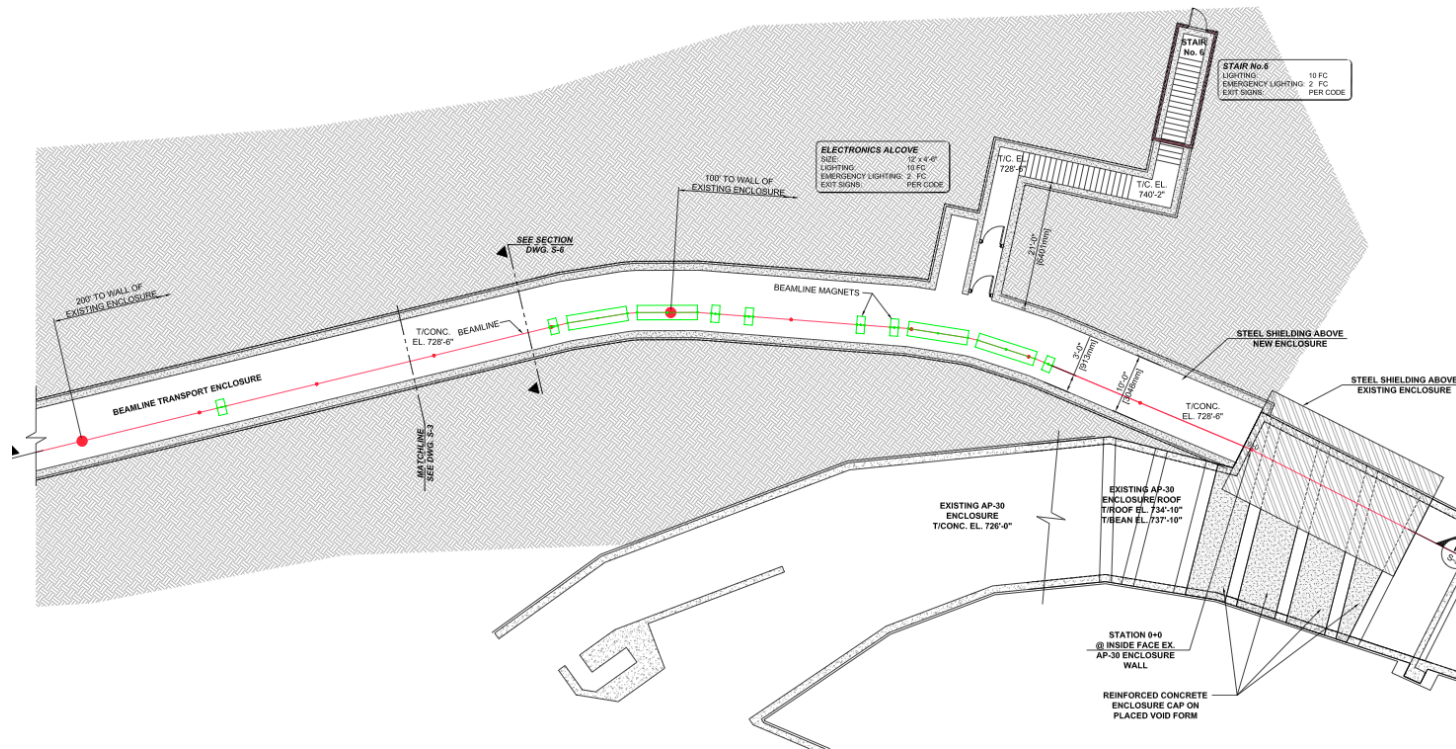 STAIR
No. 6
STAIR No.6
LIGHTING: 10 FC
EMERGENCY LIGHTING: 2 FC
EXIT SIGNS: PER CODE
ELECTRONICS ALCOVE
SIZE: 12' x 4'-6"
LIGHTING: 10 FC
EMERGENCY LIGHTING: 2 FC
EXIT SIGNS: PER CODE
T/C. EL.
728'-6"
T/C. EL.
740'-2"
100' TO WALL OF
EXISTING ENCLOSURE
21'-0"
[6401mm]
SEE SECTION
DWG. S-6
200' TO WALL OF
EXISTING ENCLOSURE
BEAMLINE MAGNETS
T/CONC.
EL. 728'-6"
BEAMLINE
BEAMLINE TRANSPORT ENCLOSURE
MATCHLINE
SEE DWG. S-3
STEEL SHIELDING ABOVE
NEW ENCLOSURE
3'-0"
[913mm]
10'-0"
[3048mm]
STEEL SHIELDING ABOVE
EXISTING ENCLOSURE
T/CONC.
EL. 728'-6"
EXISTING AP-30
ENCLOSURE
T/CONC. EL. 726'-0"
EXISTING AP-30
ENCLOSURE ROOF
T/ROOF EL. 734'-10"
T/BEAN EL. 737'-10"
STATION 0+0
@ INSIDE FACE EX.
AP-30 ENCLOSURE
WALL
REINFORCED CONCRETE
ENCLOSURE CAP ON
PLACED VOID FORM